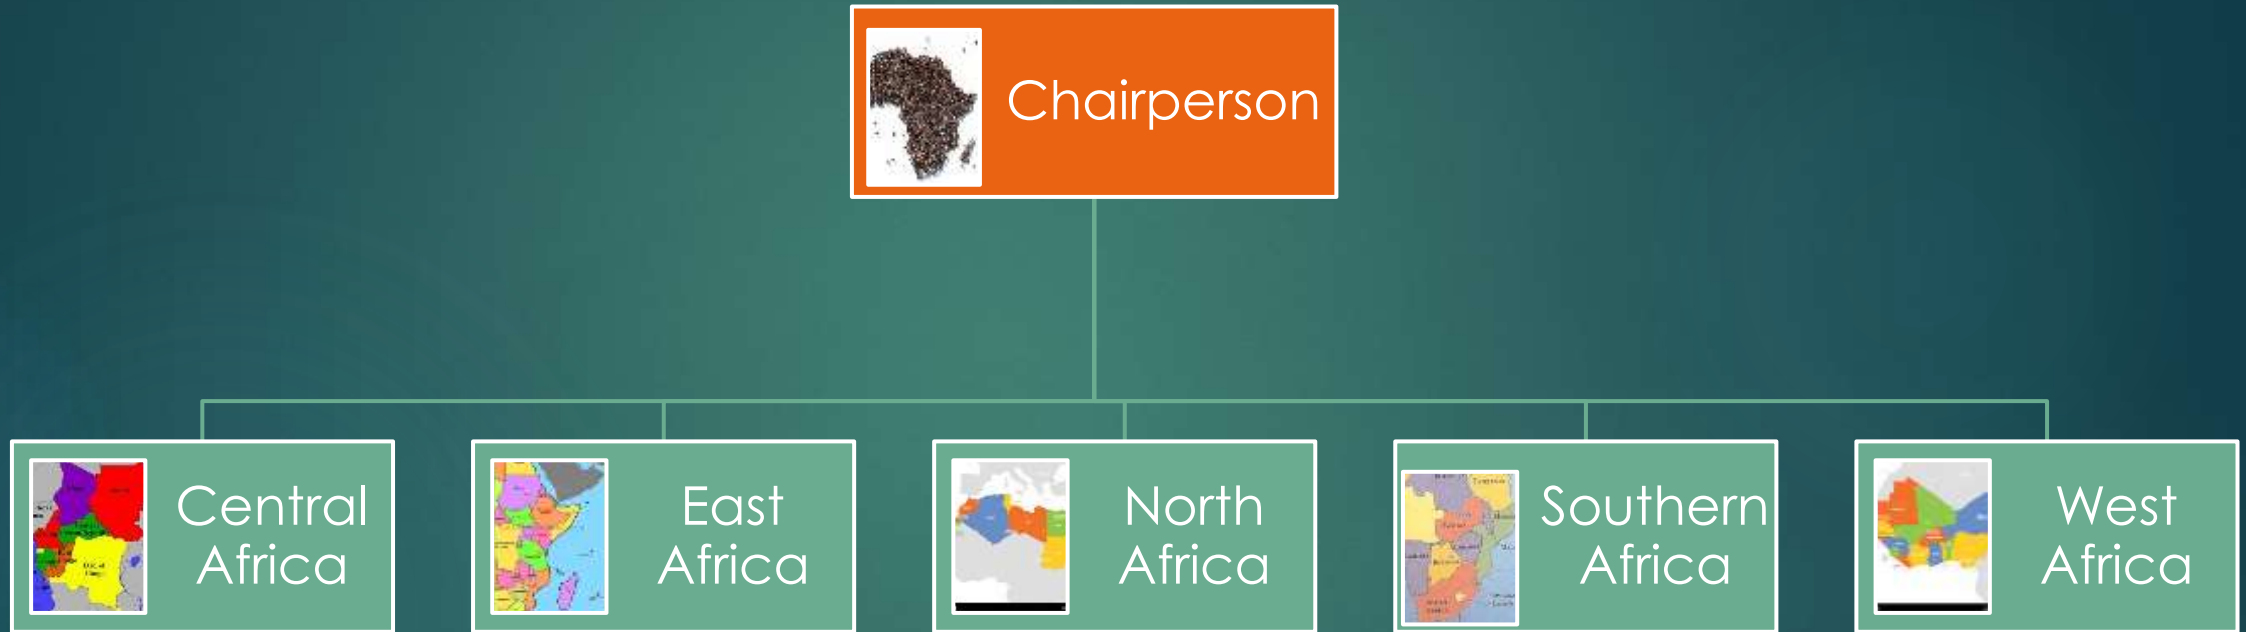 Chairperson
Central
Africa
East
Africa
North
Africa
Southern
Africa
West
Africa